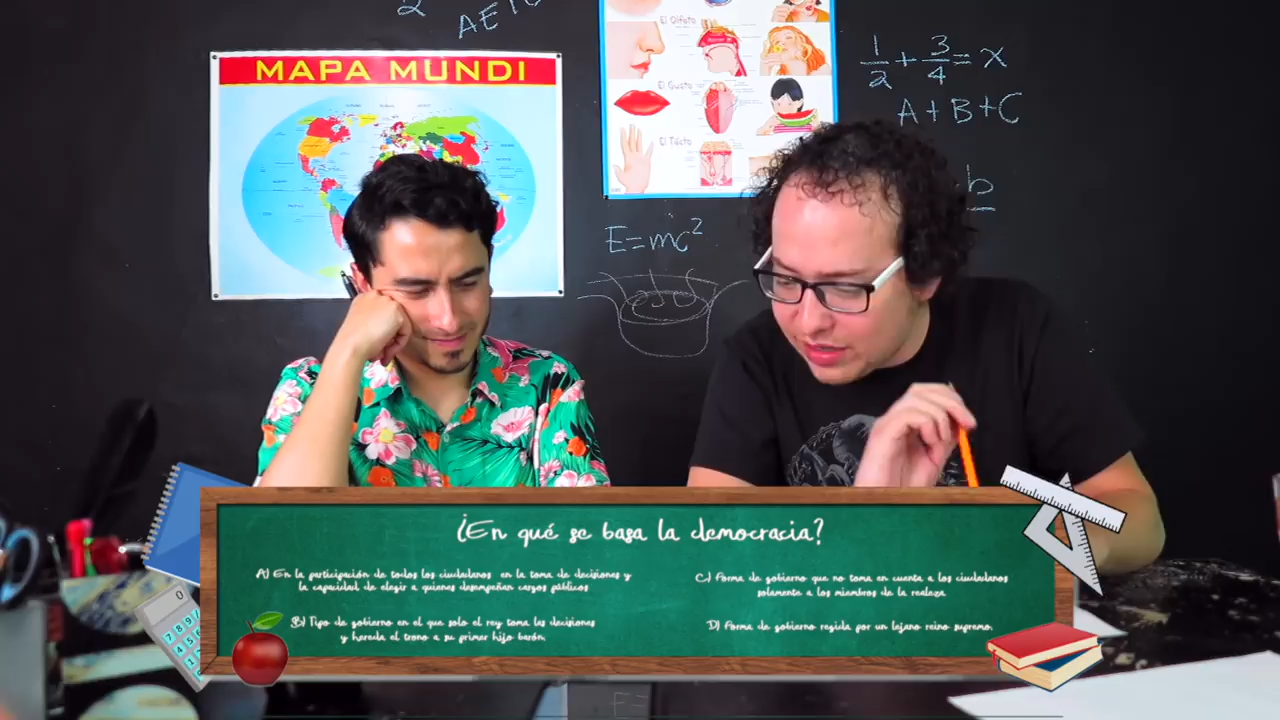 2
MAPA MUNDI
El Olfato
El Gusto
El Tacto
1/2 + 3/4 = x
A+B+C
b
E=mc²
¿En qué se basa la democracia?
A) En la participación de todos los ciudadanos en la toma de decisiones y
la capacidad de elegir a quienes desempeñan cargos públicos
B) Tipo de gobierno en el que solo el rey toma las decisiones
y hereda el trono a su primer hijo barón.
C) Forma de gobierno que no toma en cuenta a los ciudadanos
solamente a los miembros de la realeza.
D) Forma de gobierno regida por un lejano reino supremo.
0